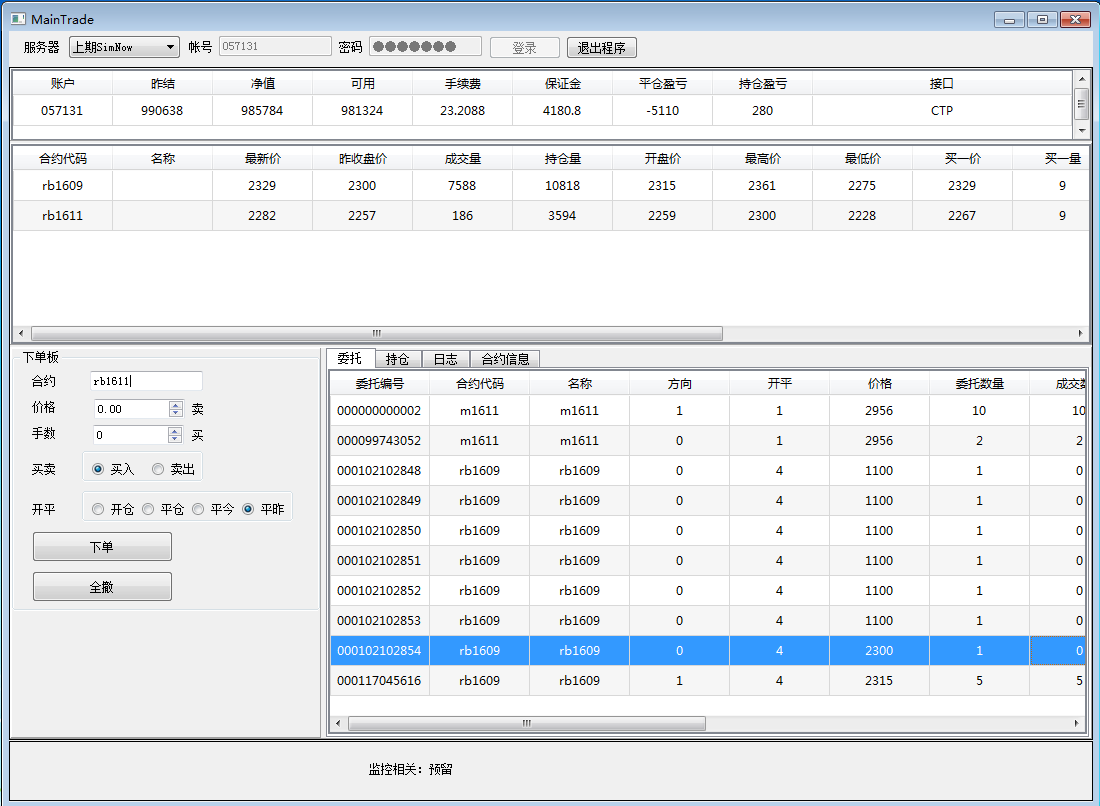 MainTrade
服务器 上期SimNow 帐号 057131 密码 ●●●●●●● 登录 退出程序
账户 昨结 净值 可用 手续费 保证金 平仓盈亏 持仓盈亏 接口
057131 990638 985784 981324 23.2088 4180.8 -5110 280 CTP
合约代码 名称 最新价 昨收盘价 成交量 持仓量 开盘价 最高价 最低价 买一价 买一量
rb1609 2329 2300 7588 10818 2315 2361 2275 2329 9
rb1611 2282 2257 186 3594 2259 2300 2228 2267 9
下单板
合约 rb1611
价格 0.00 卖
手数 0 买
买卖 买入 卖出
开平 开仓 平仓 平今 平昨
下单
全撤
委托 持仓 日志 合约信息
委托编号 合约代码 名称 方向 开平 价格 委托数量 成交数
000000000002 m1611 m1611 1 1 2956 10 10
000099743052 m1611 m1611 0 1 2956 2 2
000102102848 rb1609 rb1609 0 4 1100 1 0
000102102849 rb1609 rb1609 0 4 1100 1 0
000102102850 rb1609 rb1609 0 4 1100 1 0
000102102851 rb1609 rb1609 0 4 1100 1 0
000102102852 rb1609 rb1609 0 4 1100 1 0
000102102853 rb1609 rb1609 0 4 1100 1 0
000102102854 rb1609 rb1609 0 4 2300 1 0
000117045616 rb1609 rb1609 1 4 2315 5 5
监控相关：预留